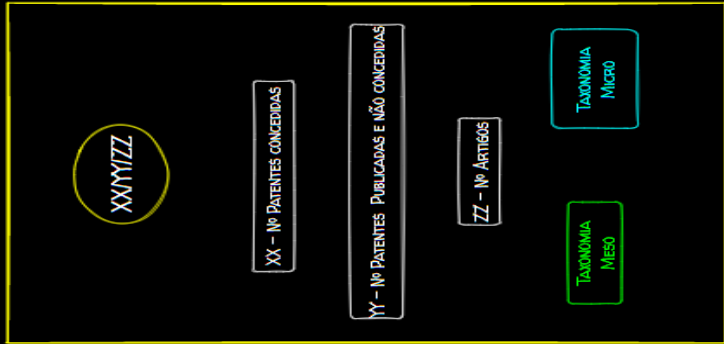 XX/YY/ZZ
XX – Nº PATENTES CONCEDIDAS
YY – Nº PATENTES PUBLICADAS E NÃO CONCEDIDAS
ZZ – Nº ARTIGOS
TAXONOMIA
MESO
TAXONOMIA
MICRO